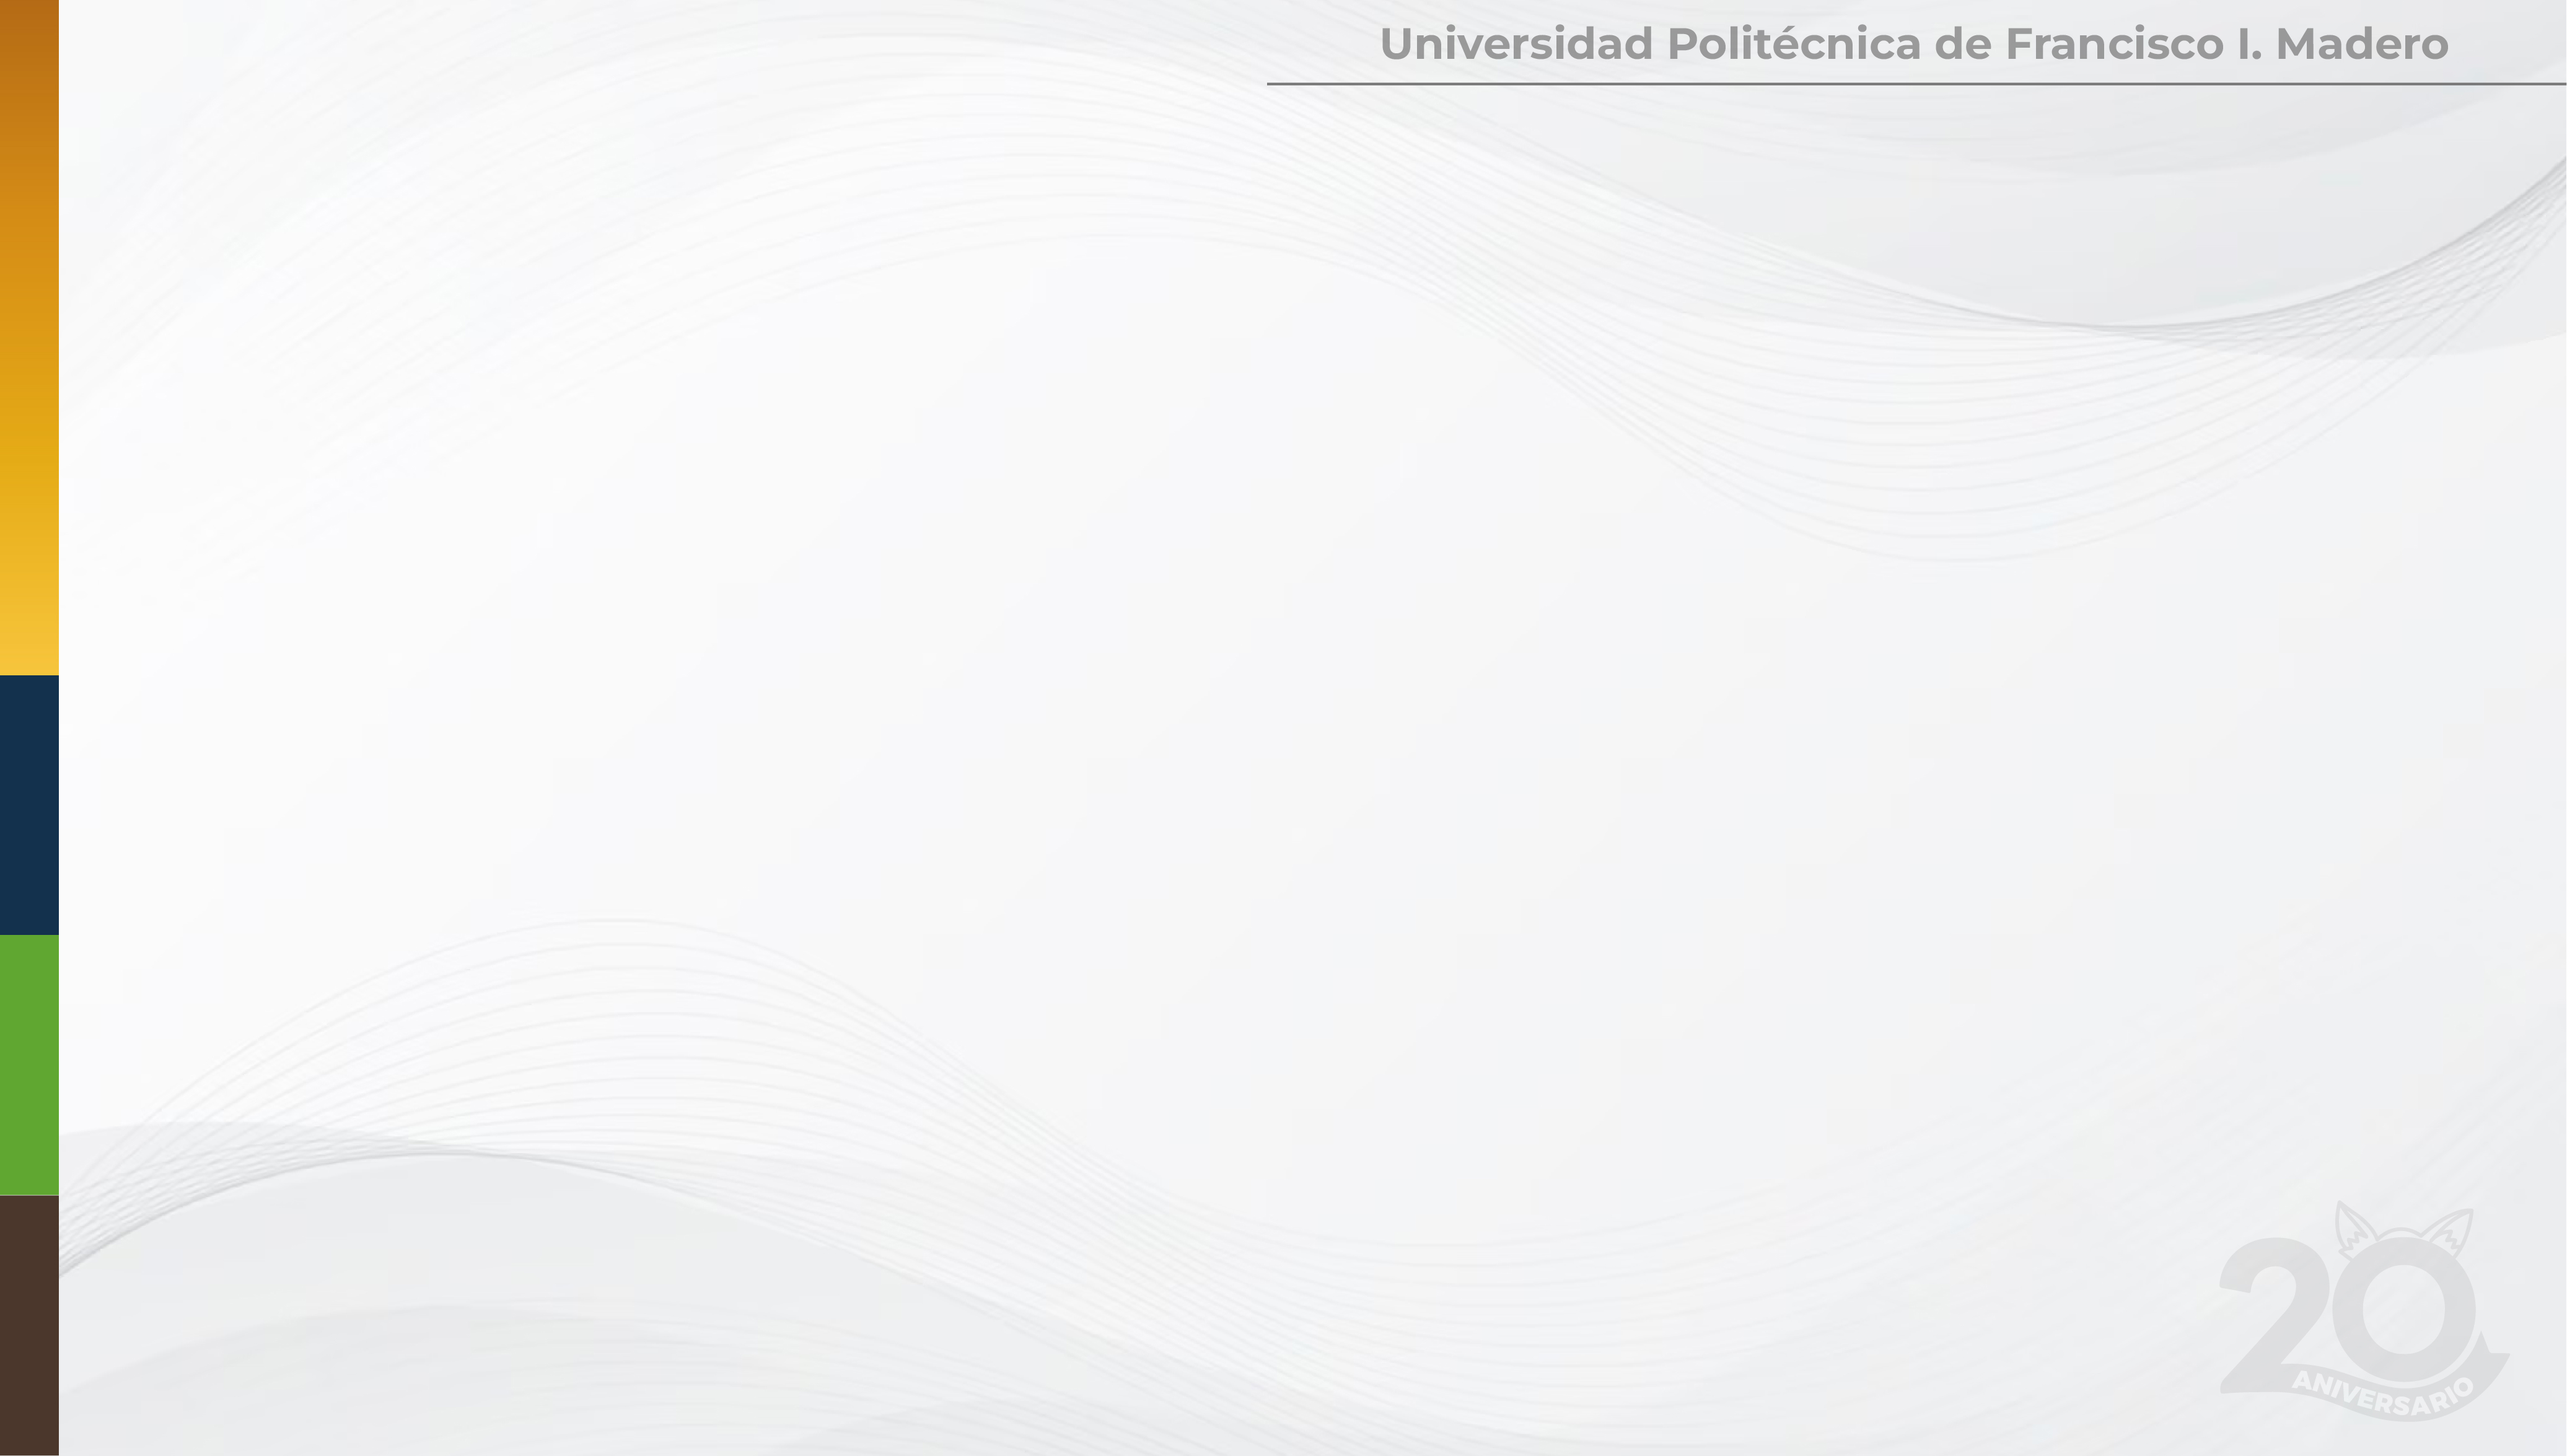 Universidad Politécnica de Francisco I. Madero
20
ANIVERSARIO